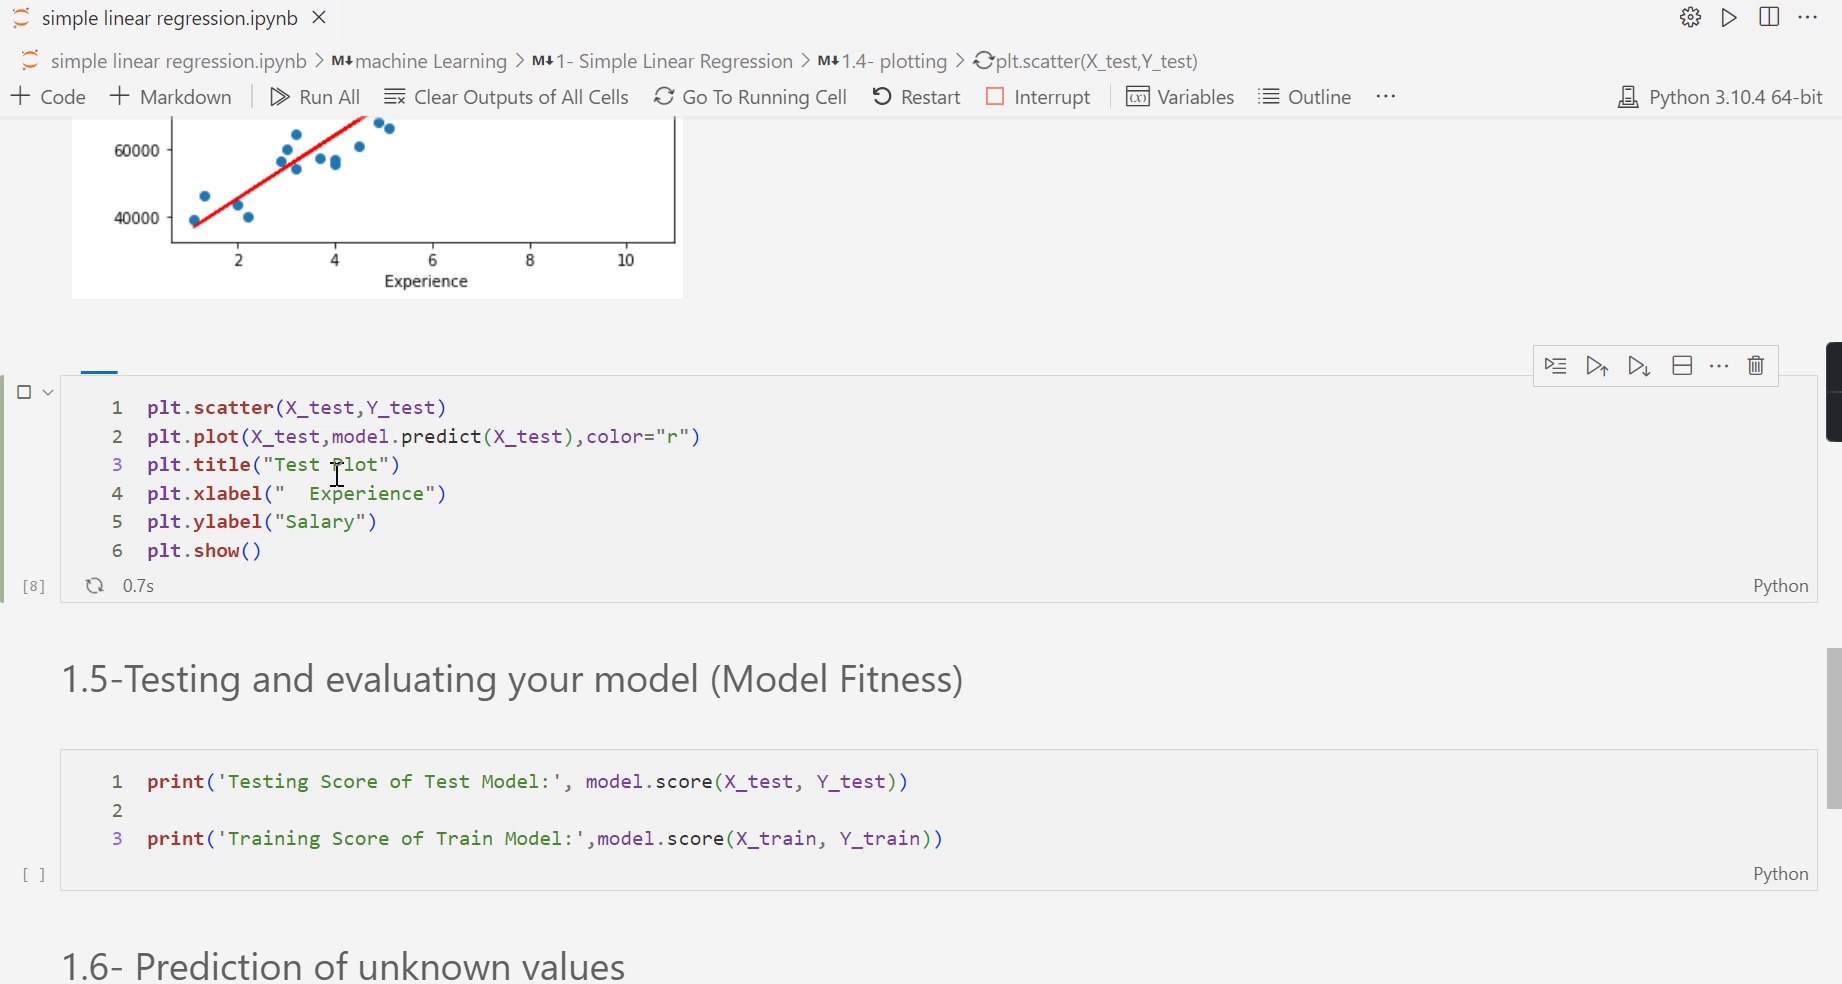 simple linear regression.ipynb
simple linear regression.ipynb > M↓ machine Learning > M↓ 1- Simple Linear Regression > M↓ 1.4- plotting > plt.scatter(X_test,Y_test)
+ Code + Markdown Run All Clear Outputs of All Cells Go To Running Cell Restart Interrupt Variables Outline ··· Python 3.10.4 64-bit
60000
40000
2 4 6 8 10
Experience
1 plt.scatter(X_test,Y_test)
2 plt.plot(X_test,model.predict(X_test),color="r")
3 plt.title("Test Plot")
4 plt.xlabel("  Experience")
5 plt.ylabel("Salary")
6 plt.show()
[8] 0.7s Python
1.5-Testing and evaluating your model (Model Fitness)
1 print('Testing Score of Test Model:', model.score(X_test, Y_test))
2
3 print('Training Score of Train Model:',model.score(X_train, Y_train))
[ ] Python
1.6- Prediction of unknown values